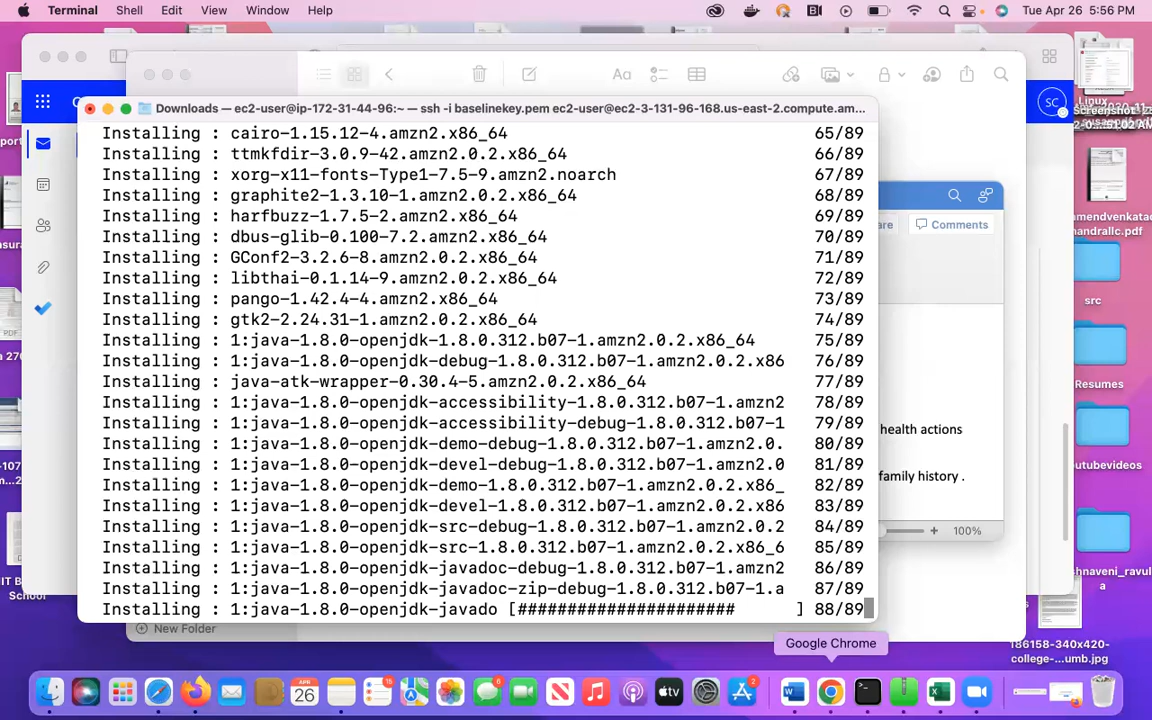 Terminal Shell Edit View Window Help Tue Apr 26 5:56 PM
Downloads — ec2-user@ip-172-31-44-96:~ — ssh -i baselinekey.pem ec2-user@ec2-3-131-96-168.us-east-2.compute.am...
Installing : cairo-1.15.12-4.amzn2.x86_64 65/89
Installing : ttmkfdir-3.0.9-42.amzn2.0.2.x86_64 66/89
Installing : xorg-x11-fonts-Type1-7.5-9.amzn2.noarch 67/89
Installing : graphite2-1.3.10-1.amzn2.0.2.x86_64 68/89
Installing : harfbuzz-1.7.5-2.amzn2.x86_64 69/89
Installing : dbus-glib-0.100-7.2.amzn2.x86_64 70/89
Installing : GConf2-3.2.6-8.amzn2.x86_64 71/89
Installing : libthai-0.1.14-9.amzn2.x86_64 72/89
Installing : pango-1.42.4-4.amzn2.x86_64 73/89
Installing : gtk2-2.24.31-1.amzn2.0.2.x86_64 74/89
Installing : 1:java-1.8.0-openjdk-1.8.0.312.b07-1.amzn2.0.2.x86_64 75/89
Installing : 1:java-1.8.0-openjdk-debug-1.8.0.312.b07-1.amzn2.0.2.x86 76/89
Installing : java-atk-wrapper-0.30.4-5.amzn2.0.2.x86_64 77/89
Installing : 1:java-1.8.0-openjdk-accessibility-1.8.0.312.b07-1.amzn2 78/89
Installing : 1:java-1.8.0-openjdk-accessibility-debug-1.8.0.312.b07-1 79/89
Installing : 1:java-1.8.0-openjdk-demo-debug-1.8.0.312.b07-1.amzn2.0. 80/89
Installing : 1:java-1.8.0-openjdk-devel-debug-1.8.0.312.b07-1.amzn2.0 81/89
Installing : 1:java-1.8.0-openjdk-demo-1.8.0.312.b07-1.amzn2.0.2.x86_ 82/89
Installing : 1:java-1.8.0-openjdk-devel-1.8.0.312.b07-1.amzn2.0.2.x86 83/89
Installing : 1:java-1.8.0-openjdk-src-debug-1.8.0.312.b07-1.amzn2.0.2 84/89
Installing : 1:java-1.8.0-openjdk-src-1.8.0.312.b07-1.amzn2.0.2.x86_6 85/89
Installing : 1:java-1.8.0-openjdk-javadoc-debug-1.8.0.312.b07-1.amzn2 86/89
Installing : 1:java-1.8.0-openjdk-javadoc-zip-debug-1.8.0.312.b07-1.a 87/89
Installing : 1:java-1.8.0-openjdk-javado [###################### ] 88/89
SC
Aa
Comments
health actions
family history .
100%
New Folder
Google Chrome
Linux
andrallc.pdf
src
Resumes
outubevideos
186158-340x420-
college-...umb.jpg
School
PDF
APR
26